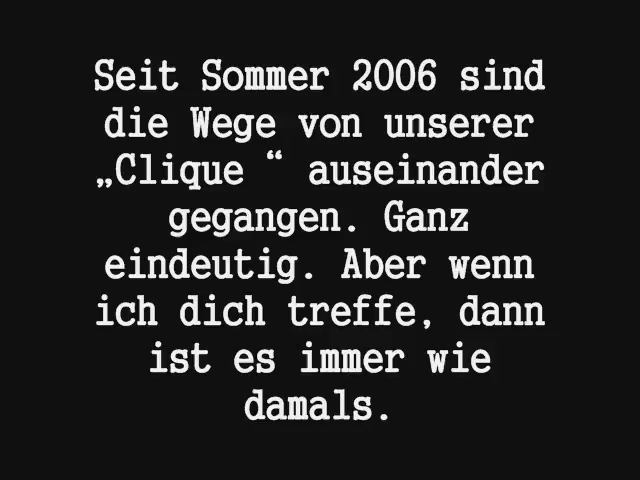 Seit Sommer 2006 sind
die Wege von unserer
„Clique “ auseinander
gegangen. Ganz
eindeutig. Aber wenn
ich dich treffe, dann
ist es immer wie
damals.